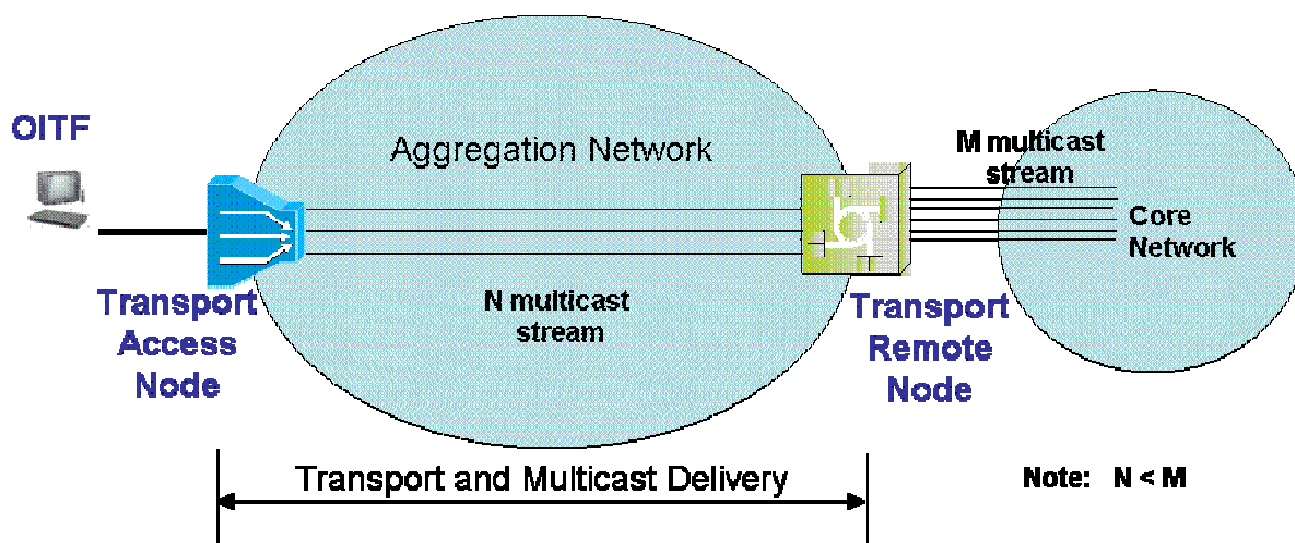 OITF
Aggregation Network
M multicast
stream
Core
Network
N multicast
stream
Transport
Access
Node
Transport
Remote
Node
Transport and Multicast Delivery
Note: N < M